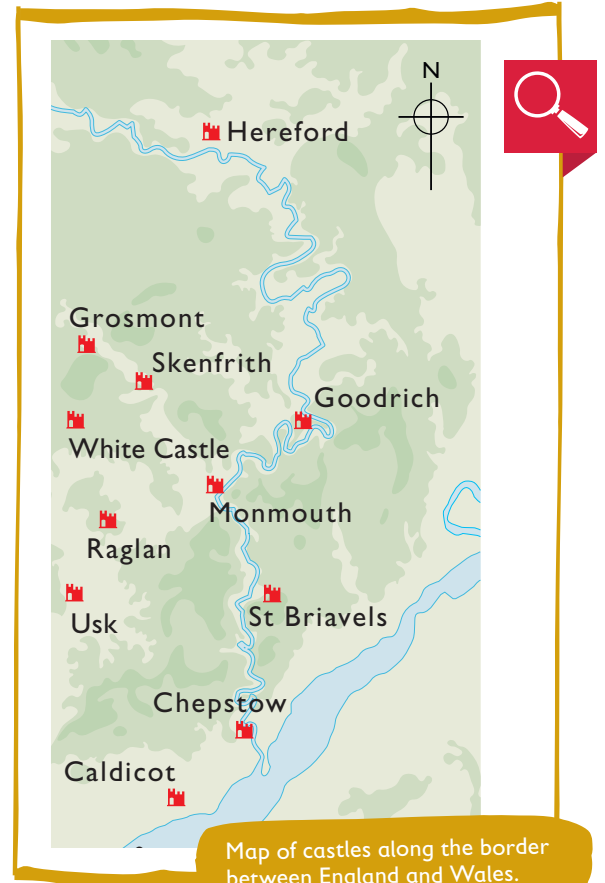 N
Hereford
Grosmont
Skenfrith
Goodrich
White Castle
Monmouth
Raglan
St Briavels
Usk
Chepstow
Caldicot
Map of castles along the border
between England and Wales.